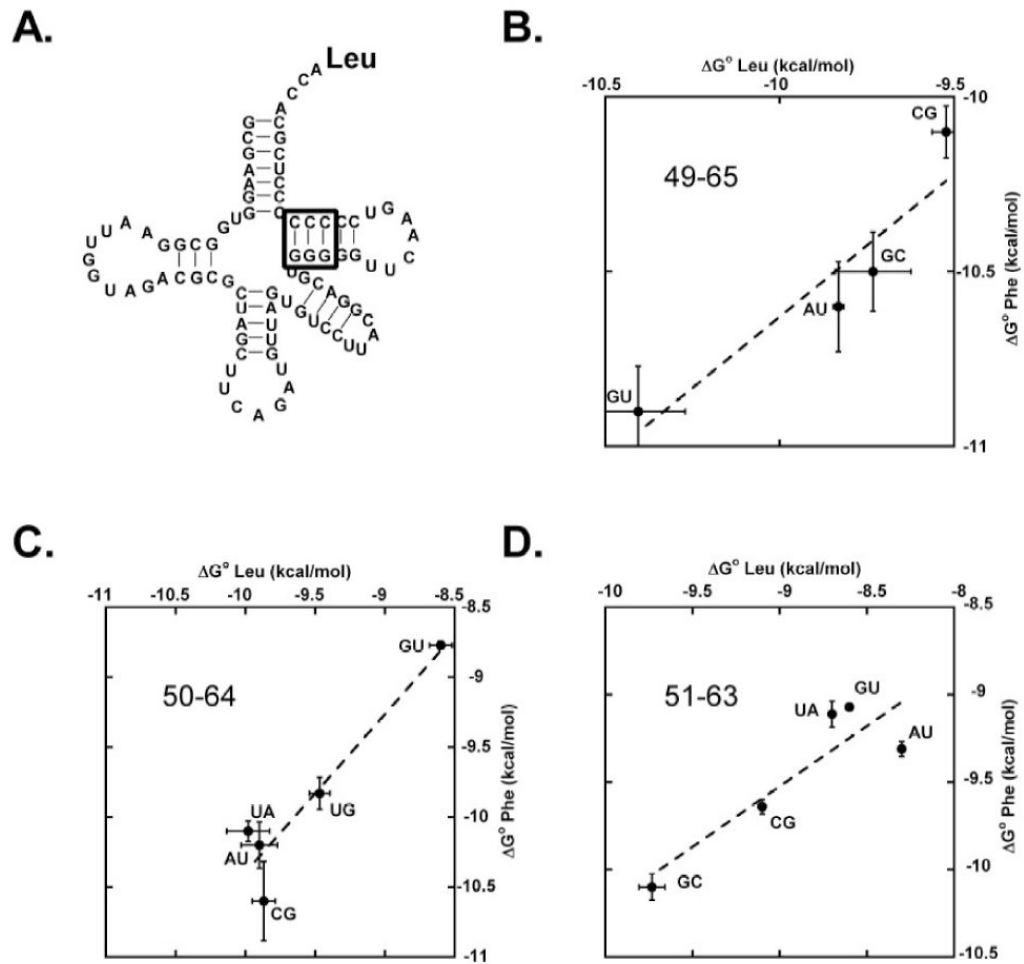 A.
Leu
A
C
C
A
G C
C G
G C
A U
A C
G C
G
C C C C C U G A A C
G G G G G U U C
U G G
U U A A G G C G
U G G U A G A C G C G
U G C A G G C A
U G U C C U U
C U A G C U U C A G A U G U U A G
B.
ΔG° Leu (kcal/mol)
-10.5 -10 -9.5
-10
CG
49-65
GC
-10.5
AU
GU
-11
ΔG° Phe (kcal/mol)
C.
ΔG° Leu (kcal/mol)
-11 -10.5 -10 -9.5 -9 -8.5
-8.5
GU
-9
50-64
-9.5
UG
UA
-10
AU
-10.5
CG
-11
ΔG° Phe (kcal/mol)
D.
ΔG° Leu (kcal/mol)
-10 -9.5 -9 -8.5 -8
-8.5
51-63
GU
-9
UA
AU
-9.5
CG
GC
-10
-10.5
ΔG° Phe (kcal/mol)